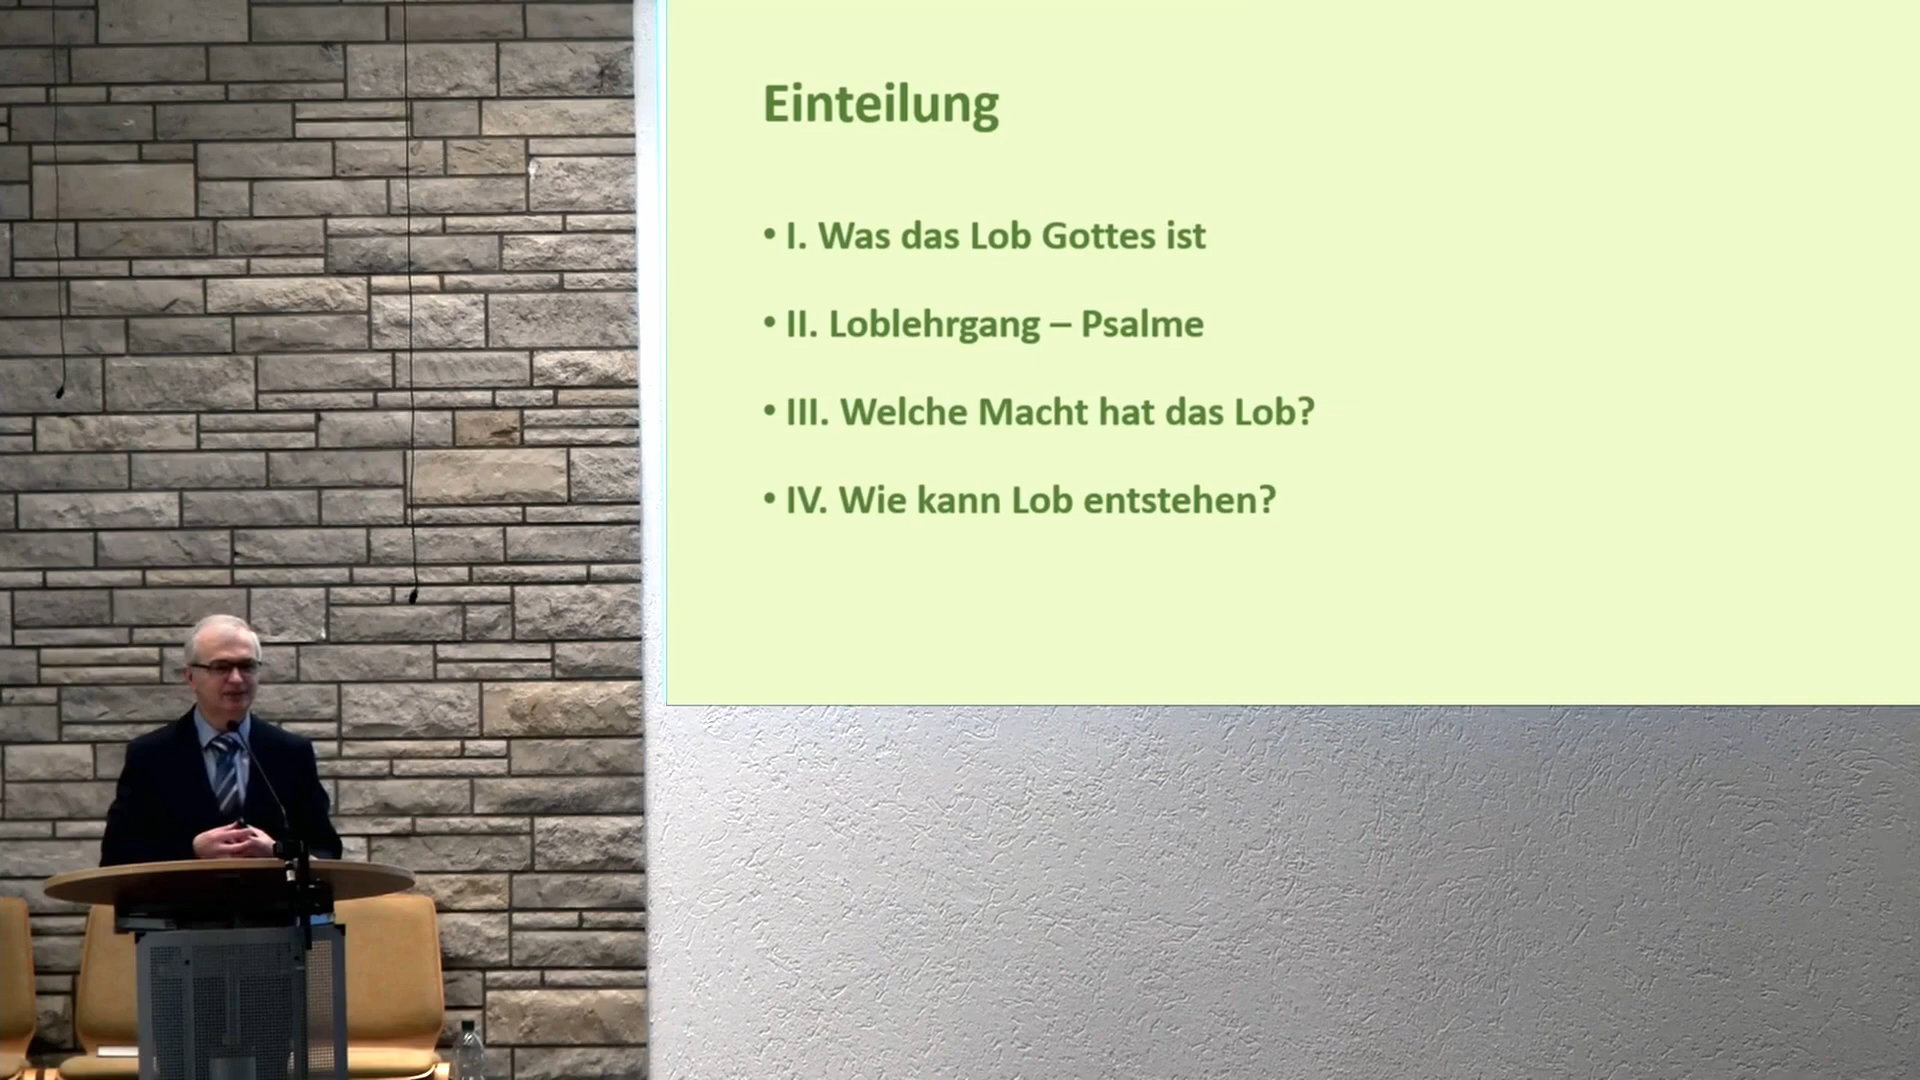 Einteilung
• I. Was das Lob Gottes ist
• II. Loblehrgang – Psalme
• III. Welche Macht hat das Lob?
• IV. Wie kann Lob entstehen?